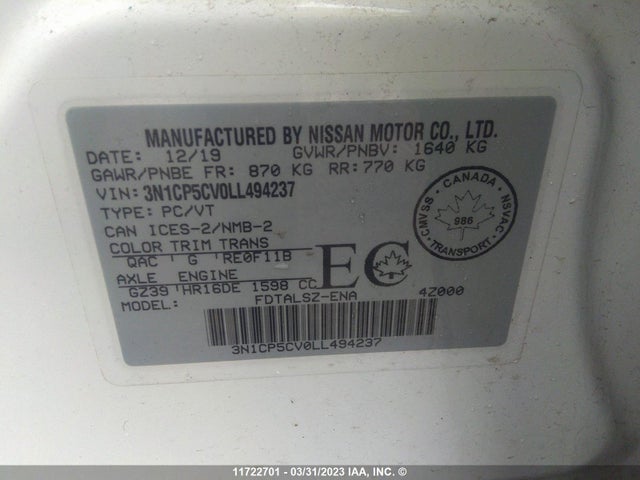 MANUFACTURED BY NISSAN MOTOR CO., LTD.
DATE: 12/19 GVWR/PNBV: 1640 KG
GAWR/PNBE FR: 870 KG RR: 770 KG
VIN: 3N1CP5CV0LL494237
TYPE: PC/VT
CAN ICES-2/NMB-2
COLOR TRIM TRANS
QAC G RE0F11B
AXLE ENGINE
GZ39 HR16DE 1598 CC
MODEL: FDTALSZ-ENA 4Z000
EC
CANADA
CMVSS NSVAC
986
TRANSPORT
3N1CP5CV0LL494237
11722701 - 03/31/2023 IAA, INC. ©